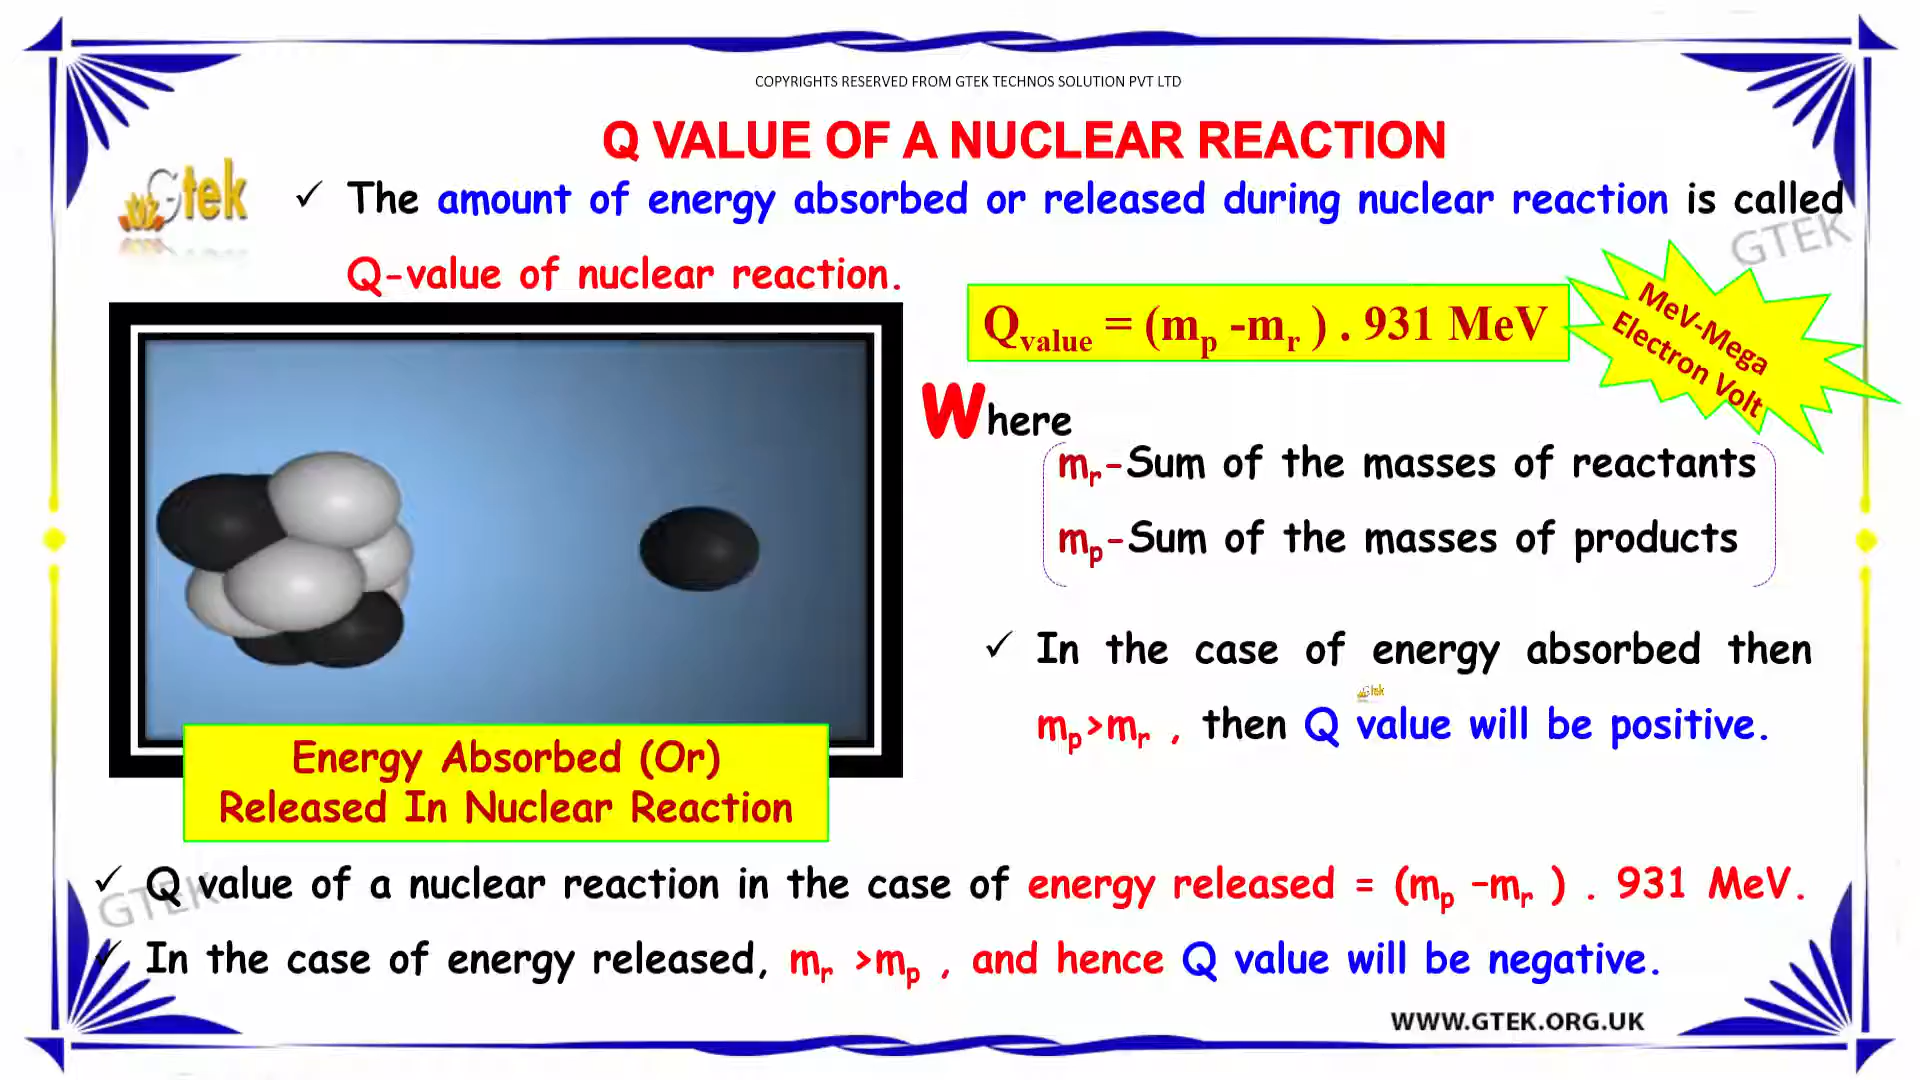 COPYRIGHTS RESERVED FROM GTEK TECHNOS SOLUTION PVT LTD
Q VALUE OF A NUCLEAR REACTION
Gtek
✓ The amount of energy absorbed or released during nuclear reaction is called
GTEK
Q-value of nuclear reaction.
Qvalue = (mp -mr ) . 931 MeV
MeV-Mega
Electron Volt
Where
mr-Sum of the masses of reactants
mp-Sum of the masses of products
✓ In the case of energy absorbed then
Gtek
mp>mr , then Q value will be positive.
Energy Absorbed (Or)
Released In Nuclear Reaction
✓ Q value of a nuclear reaction in the case of energy released = (mp –mr ) . 931 MeV.
GTEK
✓ In the case of energy released, mr >mp , and hence Q value will be negative.
WWW.GTEK.ORG.UK